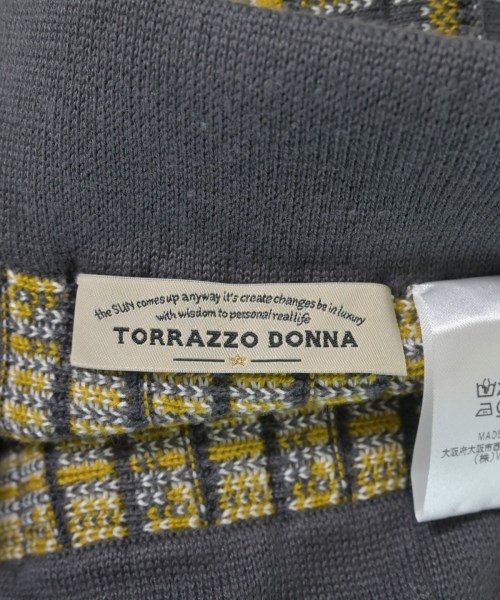 the SUN comes up anyway it's create changes be in luxury
with wisdom to personal real life
TORRAZZO DONNA
MADE
大阪府大阪市西
(株)